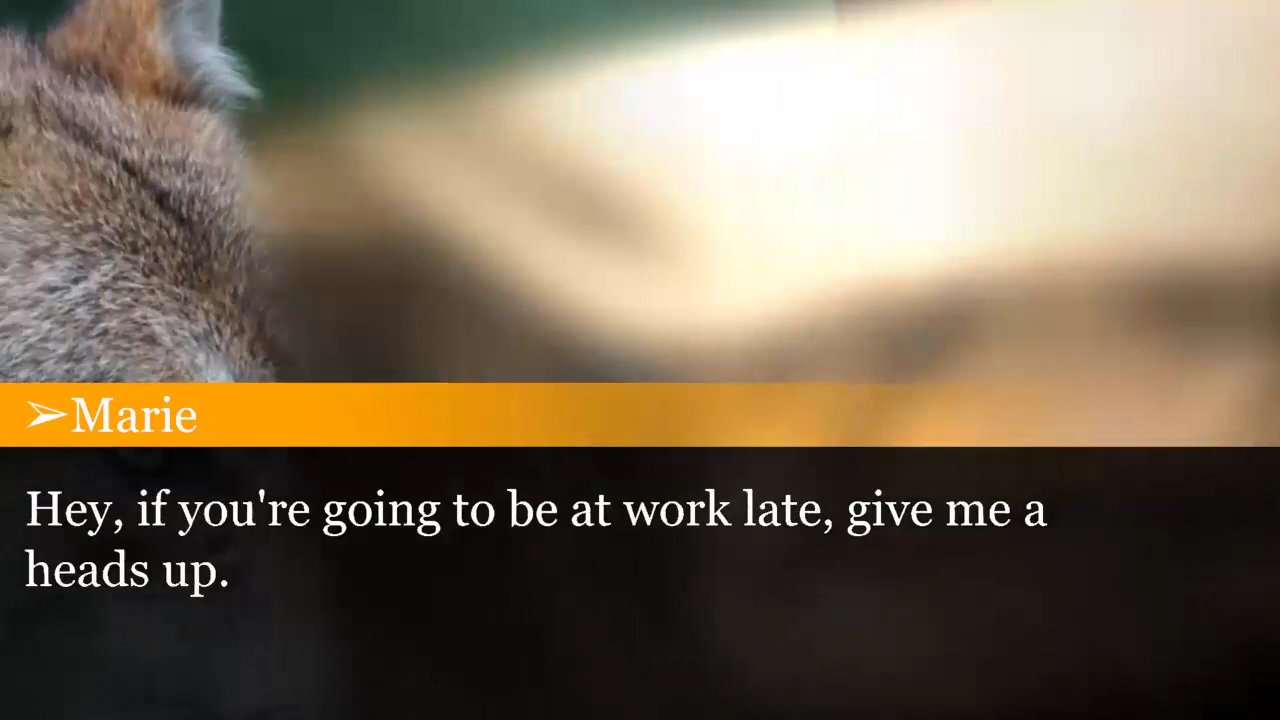 ➢Marie
Hey, if you're going to be at work late, give me a
heads up.